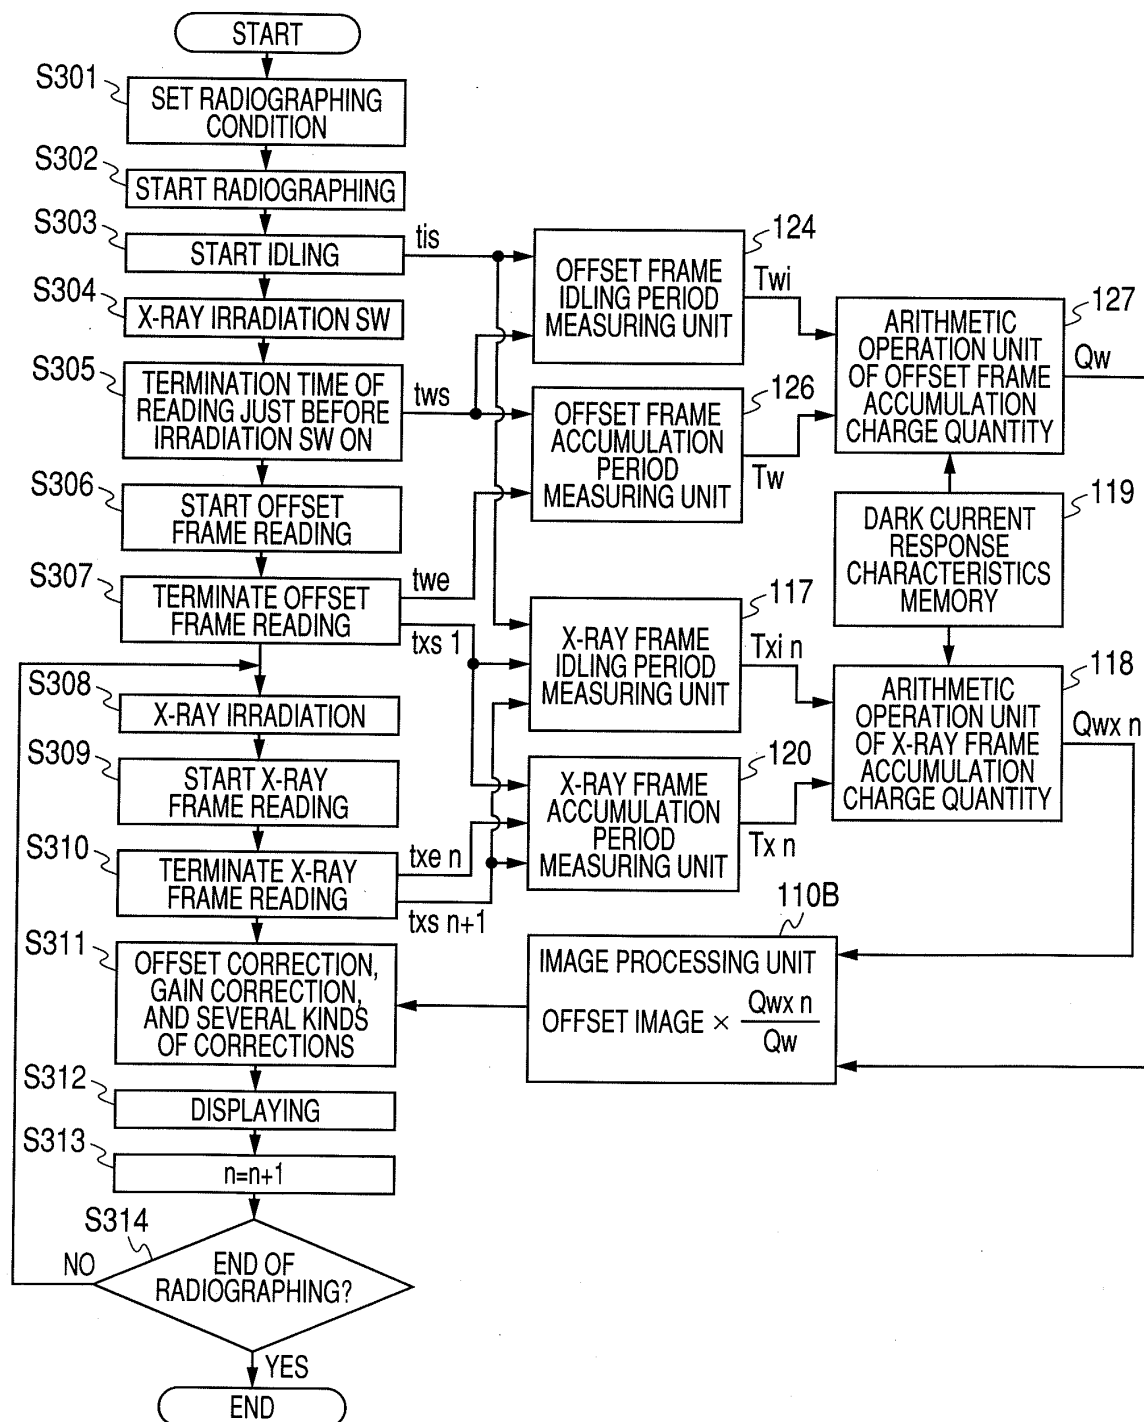 START
S301
SET RADIOGRAPHING
CONDITION
S302
START RADIOGRAPHING
S303
START IDLING
tis
S304
X-RAY IRRADIATION SW
S305
TERMINATION TIME OF
READING JUST BEFORE
IRRADIATION SW ON
tws
S306
START OFFSET
FRAME READING
S307
TERMINATE OFFSET
FRAME READING
twe
txs 1
S308
X-RAY IRRADIATION
S309
START X-RAY
FRAME READING
S310
TERMINATE X-RAY
FRAME READING
txe n
txs n+1
S311
OFFSET CORRECTION,
GAIN CORRECTION,
AND SEVERAL KINDS
OF CORRECTIONS
S312
DISPLAYING
S313
n=n+1
S314
END OF
RADIOGRAPHING?
NO
YES
END
124
OFFSET FRAME
IDLING PERIOD
MEASURING UNIT
Twi
126
OFFSET FRAME
ACCUMULATION
PERIOD
MEASURING UNIT
Tw
127
ARITHMETIC
OPERATION UNIT
OF OFFSET FRAME
ACCUMULATION
CHARGE QUANTITY
Qw
119
DARK CURRENT
RESPONSE
CHARACTERISTICS
MEMORY
117
X-RAY FRAME
IDLING PERIOD
MEASURING UNIT
Txi n
120
X-RAY FRAME
ACCUMULATION
PERIOD
MEASURING UNIT
Tx n
118
ARITHMETIC
OPERATION UNIT
OF X-RAY FRAME
ACCUMULATION
CHARGE QUANTITY
Qwx n
110B
IMAGE PROCESSING UNIT
OFFSET IMAGE × Qwx n
Qw